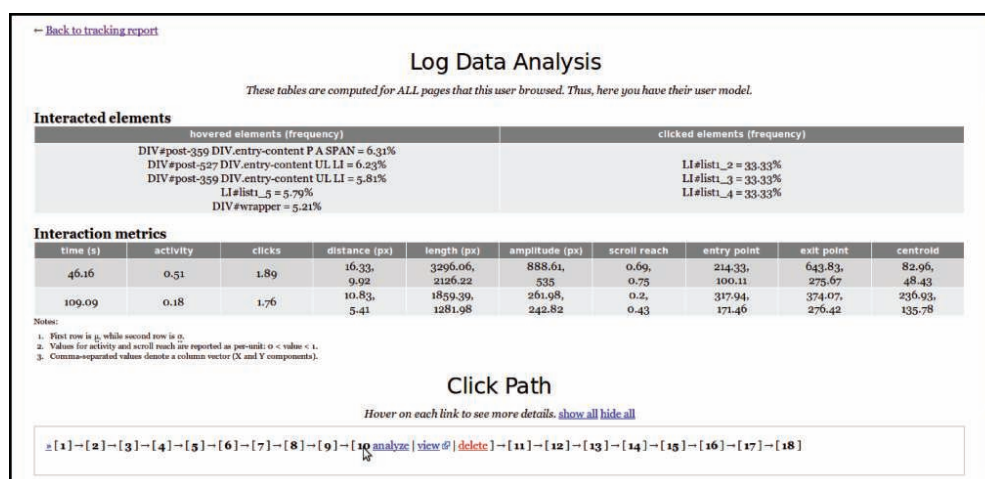 ← Back to tracking report
Log Data Analysis
These tables are computed for ALL pages that this user browsed. Thus, here you have their user model.
Interacted elements
hovered elements (frequency) clicked elements (frequency)
DIV#post-359 DIV.entry-content P A SPAN = 6.31%
DIV#post-527 DIV.entry-content UL LI = 6.23%
DIV#post-359 DIV.entry-content UL LI = 5.81%
LI#list1_5 = 5.79%
DIV#wrapper = 5.21%
LI#list1_2 = 33.33%
LI#list1_3 = 33.33%
LI#list1_4 = 33.33%
Interaction metrics
time (s) activity clicks distance (px) length (px) amplitude (px) scroll reach entry point exit point centroid
46.16 0.51 1.89 16.33, 9.92 3296.06, 2126.22 888.61, 535 0.69, 0.75 214.33, 100.11 643.83, 275.67 82.96, 48.43
109.09 0.18 1.76 10.83, 5.41 1859.39, 1281.98 261.98, 242.82 0.2, 0.43 317.94, 171.46 374.07, 276.42 236.93, 135.78
Notes:
1. First row is μ, while second row is σ.
2. Values for activity and scroll reach are reported as per-unit: 0 < value < 1.
3. Comma-separated values denote a column vector (X and Y components).
Click Path
Hover on each link to see more details. show all hide all
» [ 1 ]→[ 2 ]→[ 3 ]→[ 4 ]→[ 5 ]→[ 6 ]→[ 7 ]→[ 8 ]→[ 9 ]→[ 10 analyze | view | delete ]→[ 11 ]→[ 12 ]→[ 13 ]→[ 14 ]→[ 15 ]→[ 16 ]→[ 17 ]→[ 18 ]